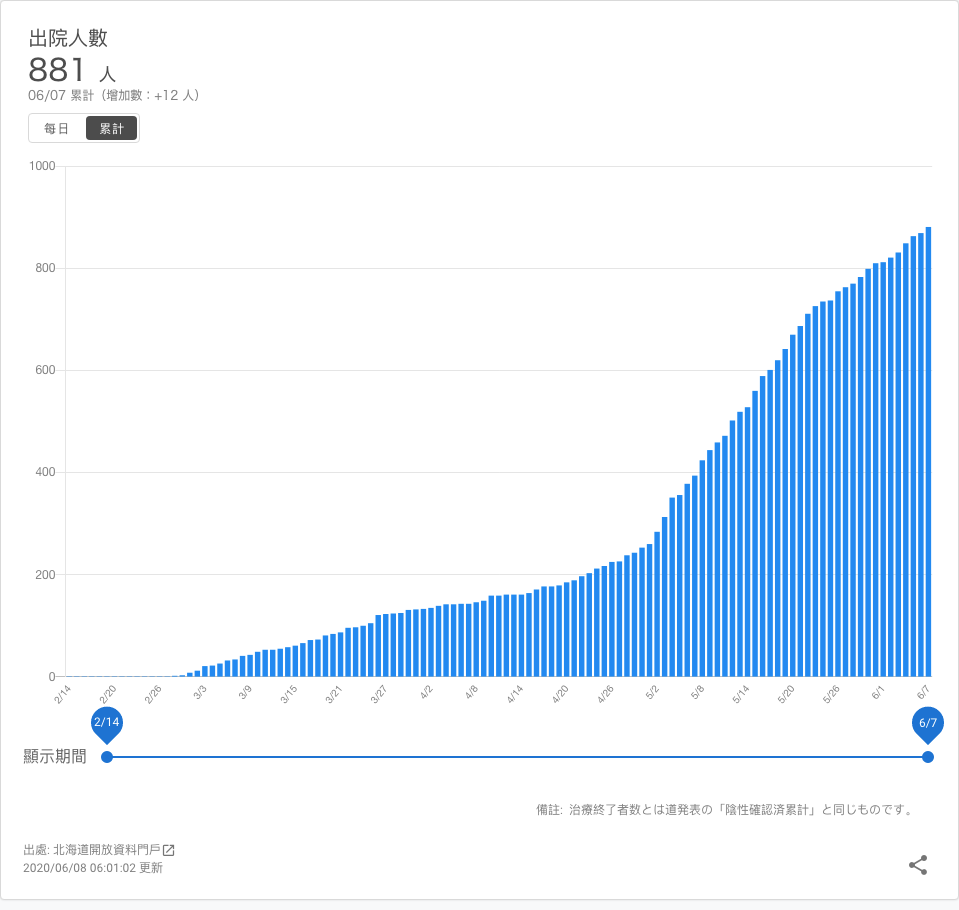 出院人數
881 人
06/07 累計（增加數：+12 人）
每日 累計
1000
800
600
400
200
0
2/14 2/20 2/26 3/3 3/9 3/15 3/21 3/27 4/2 4/8 4/14 4/20 4/26 5/2 5/8 5/14 5/20 5/26 6/1 6/7
2/14 6/7
顯示期間
備註: 治療終了者数とは道発表の「陰性確認済累計」と同じものです。
出處: 北海道開放資料門戶
2020/06/08 06:01:02 更新